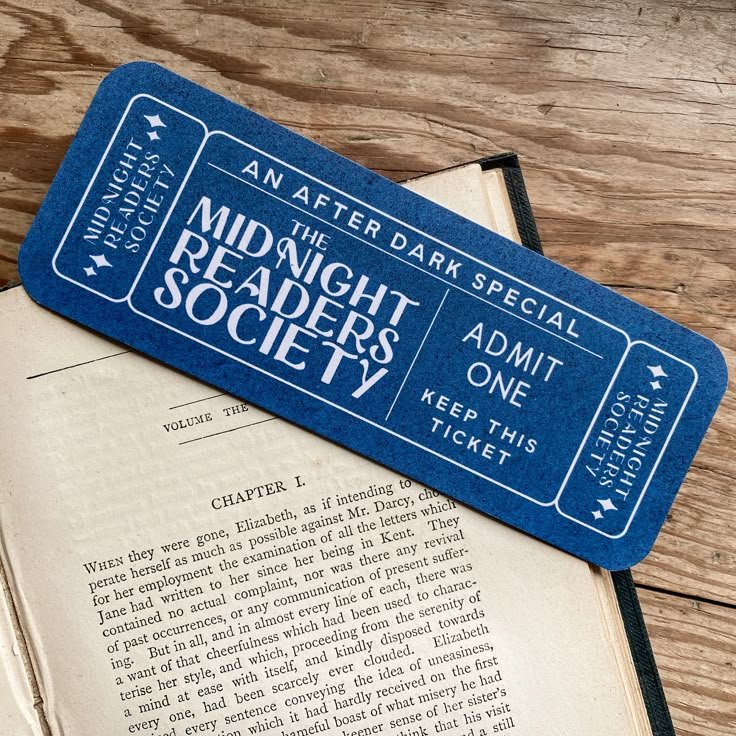 MIDNIGHT
READERS
SOCIETY
AN AFTER DARK SPECIAL
THE
MIDNIGHT
READERS
SOCIETY
ADMIT
ONE
KEEP THIS
TICKET
MIDNIGHT
READERS
SOCIETY
VOLUME THE
CHAPTER I.
WHEN they were gone, Elizabeth, as if intending to
perate herself as much as possible against Mr. Darcy,
for her employment the examination of all the letters which
Jane had written to her since her being in Kent. They
contained no actual complaint, nor was there any revival
of past occurrences, or any communication of present suffer-
ing. But in all, and in almost every line of each, there was
a want of that cheerfulness which had been used to charac-
terise her style, and which, proceeding from the serenity of
a mind at ease with itself, and kindly disposed towards
every one, had been scarcely ever clouded. Elizabeth
every sentence conveying the idea of uneasiness,
which it had hardly received on the first
boast of what misery he had
keener sense of her sister's
that his visit
and a still